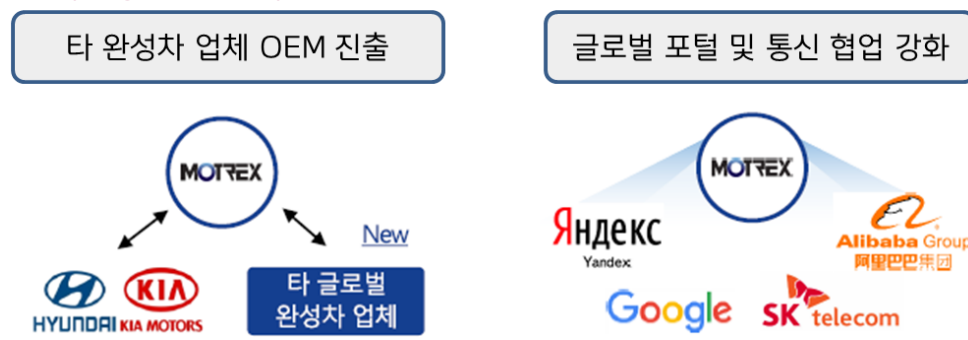 타 완성차 업체 OEM 진출
글로벌 포털 및 통신 협업 강화
MOTREX
New
HYUNDAI
KIA
KIA MOTORS
타 글로벌
완성차 업체
MOTREX
Яндекс
Yandex
Alibaba Group
阿里巴巴集团
Google
SK telecom